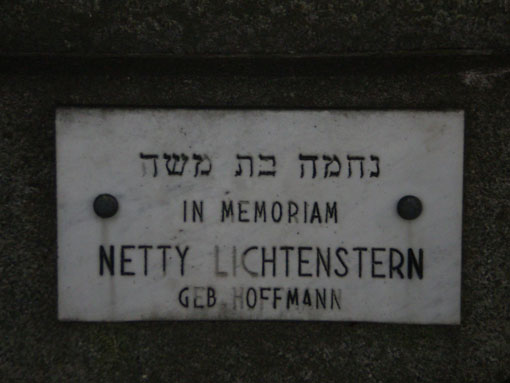 נחמה בת משה
IN MEMORIAM
NETTY LICHTENSTERN
GEB HOFFMANN